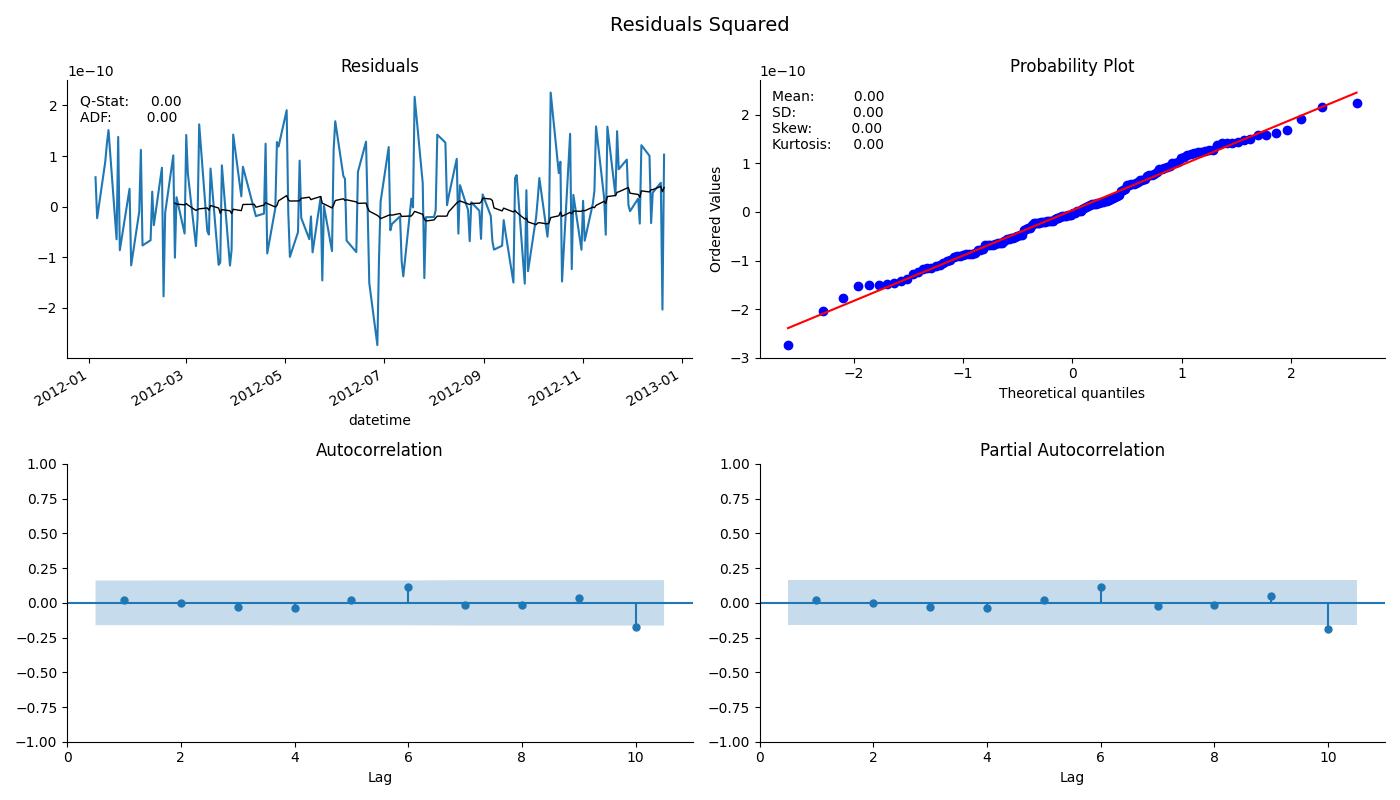 Residuals Squared
Residuals
1e−10
Q-Stat: 0.00
ADF: 0.00
2
1
0
−1
−2
2012-01
2012-03
2012-05
2012-07
2012-09
2012-11
2013-01
datetime
Probability Plot
1e−10
Mean: 0.00
SD: 0.00
Skew: 0.00
Kurtosis: 0.00
Ordered Values
2
1
0
−1
−2
−3
−2
−1
0
1
2
Theoretical quantiles
Autocorrelation
1.00
0.75
0.50
0.25
0.00
−0.25
−0.50
−0.75
−1.00
0
2
4
6
8
10
Lag
Partial Autocorrelation
1.00
0.75
0.50
0.25
0.00
−0.25
−0.50
−0.75
−1.00
0
2
4
6
8
10
Lag